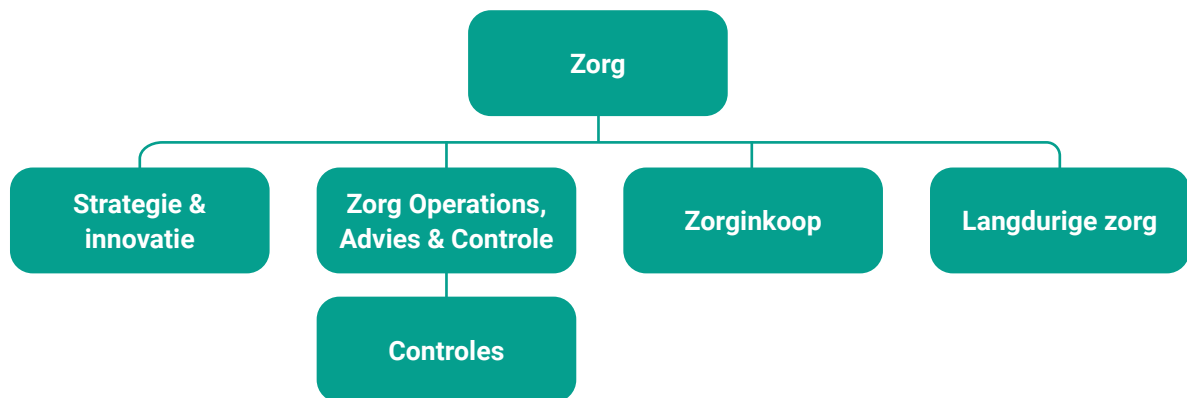 Zorg
Strategie &
innovatie
Zorg Operations,
Advies & Controle
Zorginkoop
Langdurige zorg
Controles